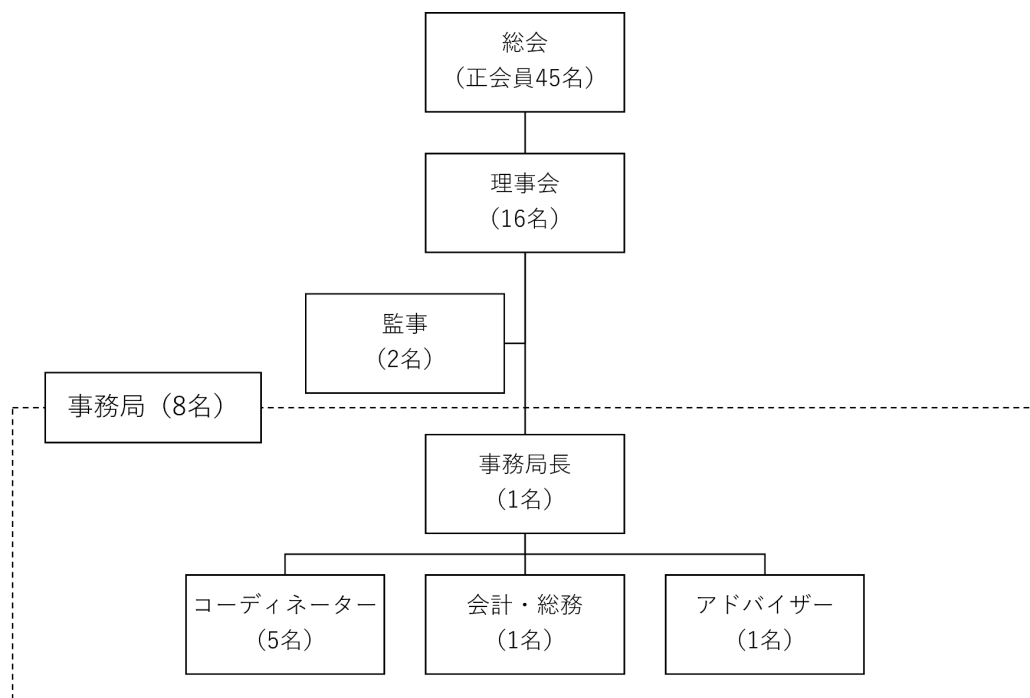 総会
（正会員45名）
理事会
（16名）
監事
（2名）
事務局（8名）
事務局長
（1名）
コーディネーター
（5名）
会計・総務
（1名）
アドバイザー
（1名）